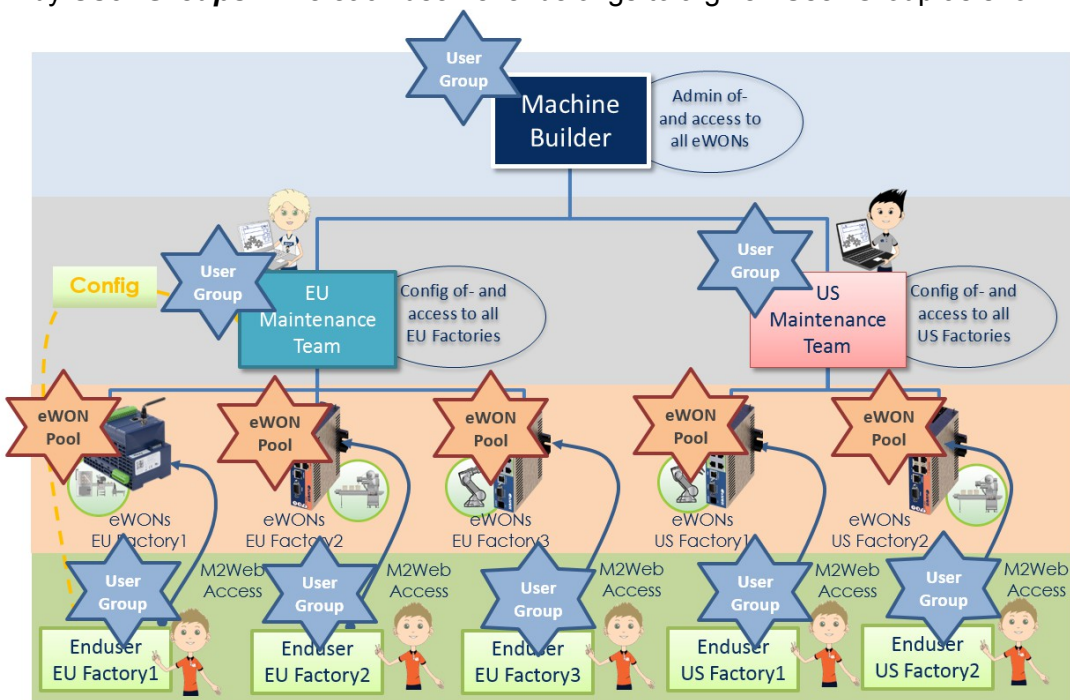 User Groups
User
Group
Machine
Builder
Admin of- and access to all eWONs
User
Group
EU
Maintenance
Team
Config of- and
access to all
EU Factories
User
Group
US
Maintenance
Team
Config of- and
access to all
US Factories
Config
eWON
Pool
eWON
Pool
eWON
Pool
eWON
Pool
eWON
Pool
eWONs
EU Factory1
eWONs
EU Factory2
eWONs
EU Factory3
eWONs
US Factory1
eWONs
US Factory2
User
Group
M2Web
Access
User
Group
M2Web
Access
User
Group
M2Web
Access
User
Group
M2Web
Access
User
Group
M2Web
Access
Enduser
EU Factory1
Enduser
EU Factory2
Enduser
EU Factory3
Enduser
US Factory1
Enduser
US Factory2